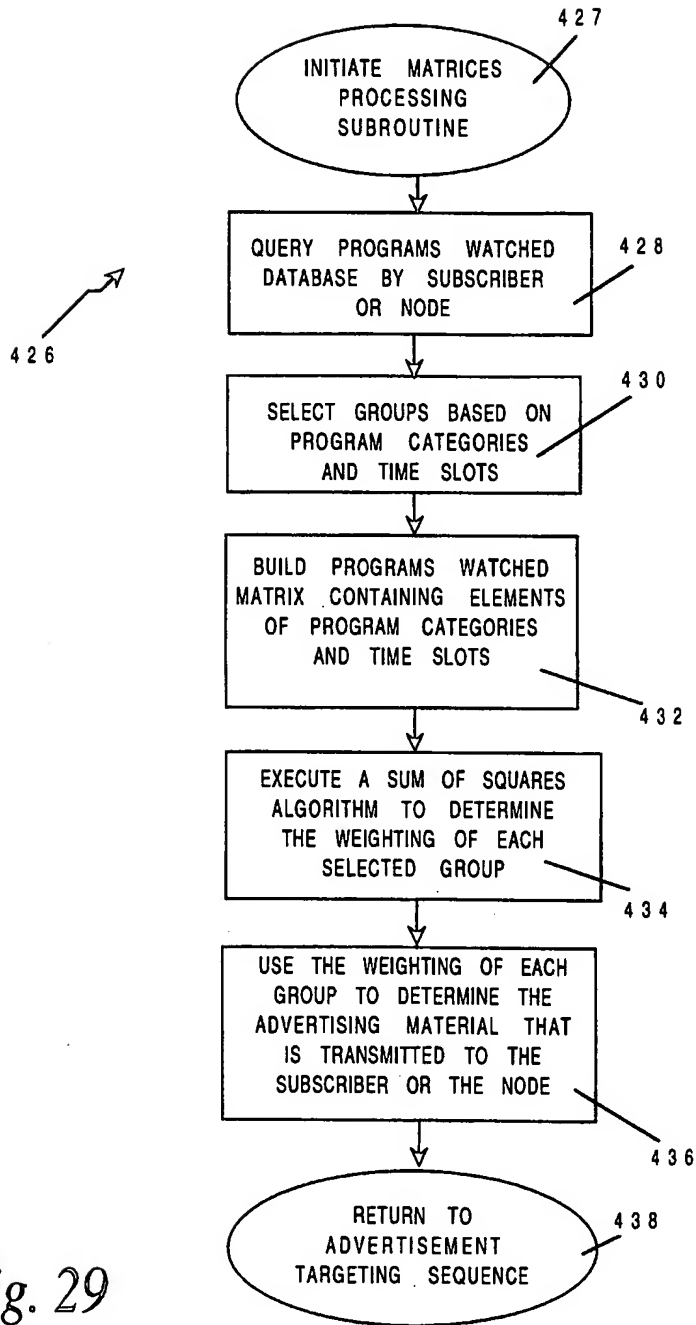 427
INITIATE MATRICES
PROCESSING
SUBROUTINE
QUERY PROGRAMS WATCHED
DATABASE BY SUBSCRIBER
OR NODE
428
426
430
SELECT GROUPS BASED ON
PROGRAM CATEGORIES
AND TIME SLOTS
BUILD PROGRAMS WATCHED
MATRIX CONTAINING ELEMENTS
OF PROGRAM CATEGORIES
AND TIME SLOTS
432
EXECUTE A SUM OF SQUARES
ALGORITHM TO DETERMINE
THE WEIGHTING OF EACH
SELECTED GROUP
434
USE THE WEIGHTING OF EACH
GROUP TO DETERMINE THE
ADVERTISING MATERIAL THAT
IS TRANSMITTED TO THE
SUBSCRIBER OR THE NODE
436
RETURN TO
ADVERTISEMENT
TARGETING SEQUENCE
438
g. 29